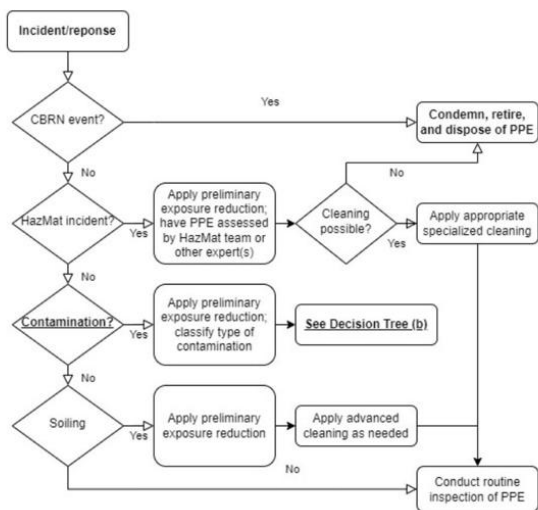 Incident/reponse
CBRN event?
Yes
Condemn, retire,
and dispose of PPE
No
HazMat incident?
Yes
Apply preliminary
exposure reduction;
have PPE assessed
by HazMat team or
other expert(s)
Cleaning
possible?
No
Yes
Apply appropriate
specialized cleaning
No
Contamination?
Yes
Apply preliminary
exposure reduction;
classify type of
contamination
See Decision Tree (b)
No
Soiling
Yes
Apply preliminary
exposure reduction
Apply advanced
cleaning as needed
No
Conduct routine
inspection of PPE